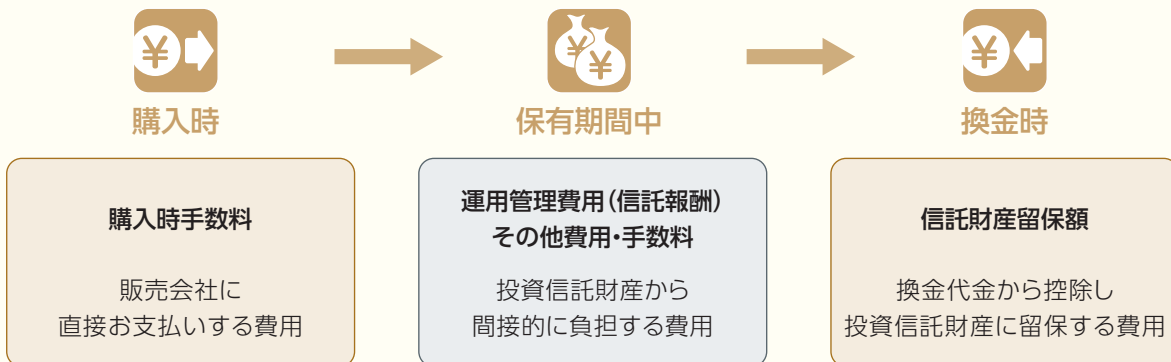 購入時
保有期間中
換金時
購入時手数料
販売会社に
直接お支払いする費用
運用管理費用(信託報酬)
その他費用・手数料
投資信託財産から
間接的に負担する費用
信託財産留保額
換金代金から控除し
投資信託財産に留保する費用